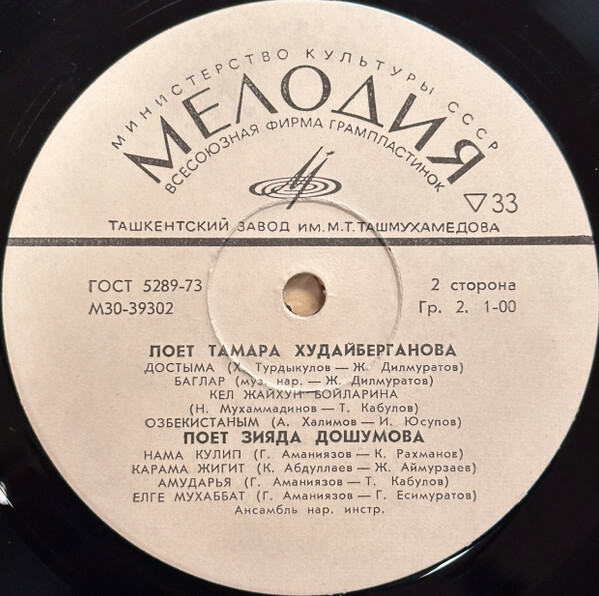 МИНИСТЕРСТВО КУЛЬТУРЫ СССР
МЕЛОДИЯ
ВСЕСОЮЗНАЯ ФИРМА ГРАМПЛАСТИНОК
▽33
ТАШКЕНТСКИЙ ЗАВОД ИМ.М.Т.ТАШМУХАМЕДОВА
ГОСТ 5289-73
М30-39302
2 сторона
Гр. 2. 1-00
ПОЕТ ТАМАРА ХУДАЙБЕРГАНОВА
ДОСТЫМА (Х. Турдыкулов — Ж. Дилмуратов)
БАГЛАР (муз. нар. — Ж. Дилмуратов)
КЕЛ ЖАЙХУН БОЙЛАРИНА
(Н. Мухаммадинов — Т. Кабулов)
ОЗБЕКИСТАНЫМ (А. Халимов — И. Юсупов)
ПОЕТ ЗИЯДА ДОШУМОВА
НАМА КУЛИП (Г. Аманиязов — К. Рахманов)
КАРАМА ЖИГИТ (К. Абдуллаев — Ж. Аймурзаев)
АМУДАРЬЯ (Г. Аманиязов — Т. Кабулов)
ЕЛГЕ МУХАББАТ (Г. Аманиязов — Г. Есимуратов)
Ансамбль нар. инстр.